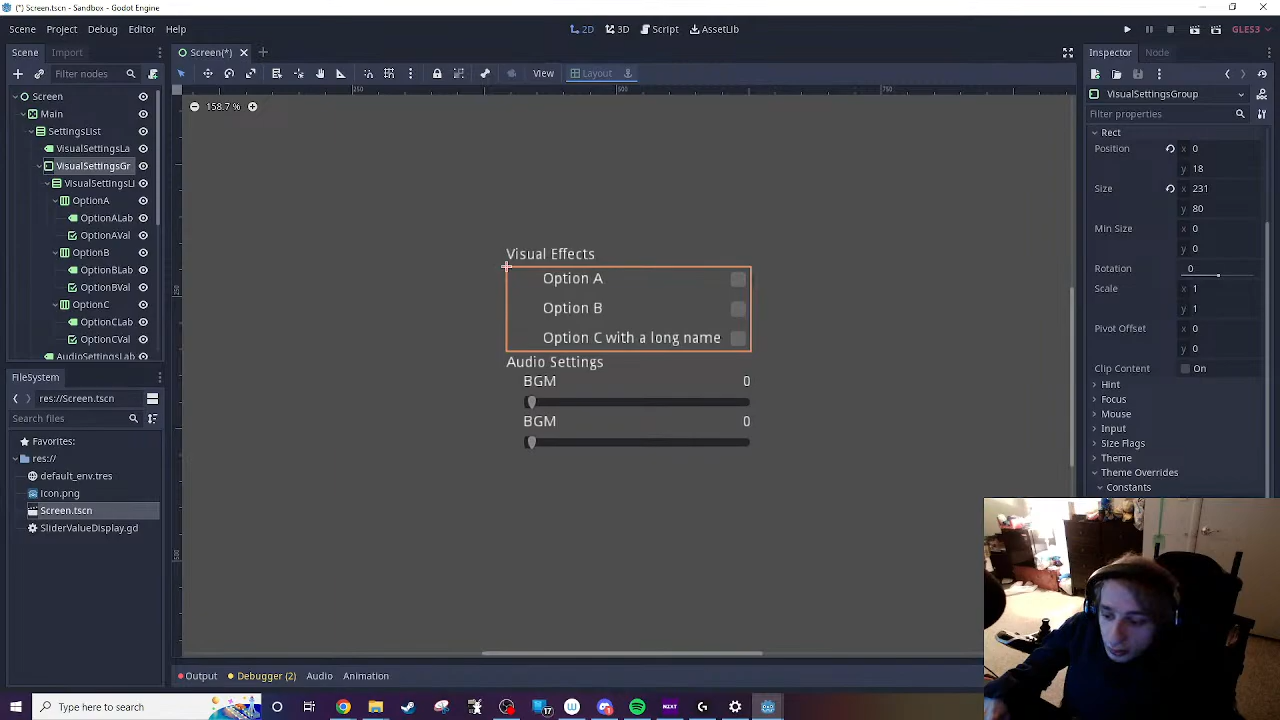 (*) Screen.tscn - Sandbox - Godot Engine
Scene Project Debug Editor Help
2D 3D Script AssetLib
GLES3
Scene Import
Screen(*)
Inspector Node
Filter nodes
View
Layout
Screen
Main
SettingsList
VisualSettingsLa
VisualSettingsGr
VisualSettingsLi
OptionA
OptionALab
OptionAVal
OptionB
OptionBLab
OptionBVal
OptionC
OptionCLab
OptionCVal
AudioSettingsLab
250
500
750
158.7 %
250
500
Visual Effects
Option A
Option B
Option C with a long name
Audio Settings
BGM 0
BGM 0
VisualSettingsGroup
Filter properties
Rect
Position x 0
y 18
Size x 231
y 80
Min Size x 0
y 0
Rotation 0
Scale x 1
y 1
Pivot Offset x 0
y 0
Clip Content On
Hint
Focus
Mouse
Input
Size Flags
Theme
Theme Overrides
Constants
FileSystem
res://Screen.tscn
Search files
Favorites:
res://
default_env.tres
icon.png
Screen.tscn
SliderValueDisplay.gd
Output Debugger (2) Audio Animation
Type here to search
17